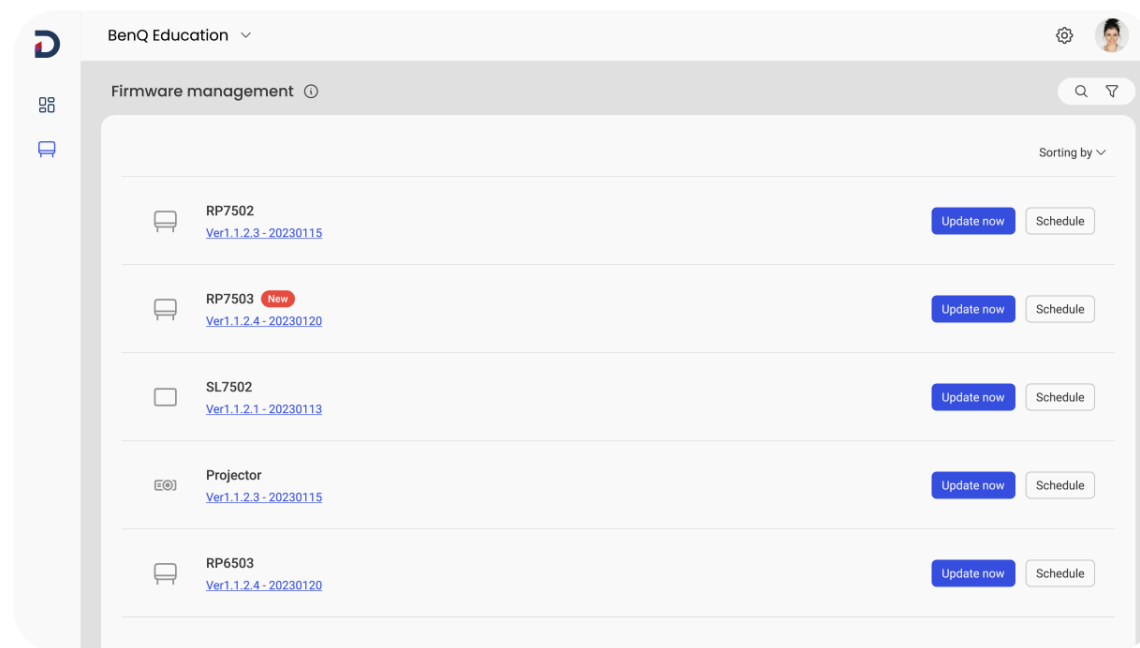 BenQ Education
Firmware management
Sorting by
RP7502
Ver1.1.2.3 - 20230115
Update now
Schedule
RP7503 New
Ver1.1.2.4 - 20230120
Update now
Schedule
SL7502
Ver1.1.2.1 - 20230113
Update now
Schedule
Projector
Ver1.1.2.3 - 20230115
Update now
Schedule
RP6503
Ver1.1.2.4 - 20230120
Update now
Schedule